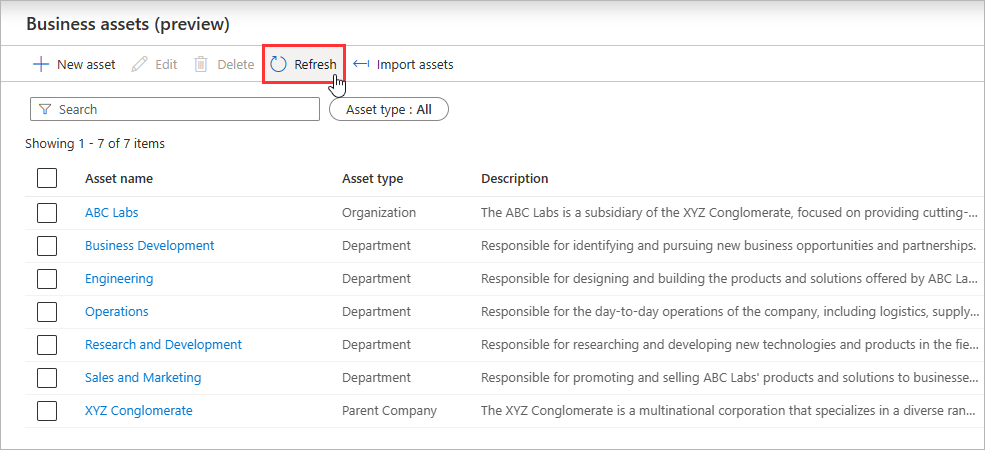 Business assets (preview)
New asset Edit Delete Refresh Import assets
Search Asset type : All
Showing 1 - 7 of 7 items
Asset name Asset type Description
ABC Labs Organization The ABC Labs is a subsidiary of the XYZ Conglomerate, focused on providing cutting-...
Business Development Department Responsible for identifying and pursuing new business opportunities and partnerships.
Engineering Department Responsible for designing and building the products and solutions offered by ABC La...
Operations Department Responsible for the day-to-day operations of the company, including logistics, supply...
Research and Development Department Responsible for researching and developing new technologies and products in the fie...
Sales and Marketing Department Responsible for promoting and selling ABC Labs' products and solutions to businesse...
XYZ Conglomerate Parent Company The XYZ Conglomerate is a multinational corporation that specializes in a diverse ran...